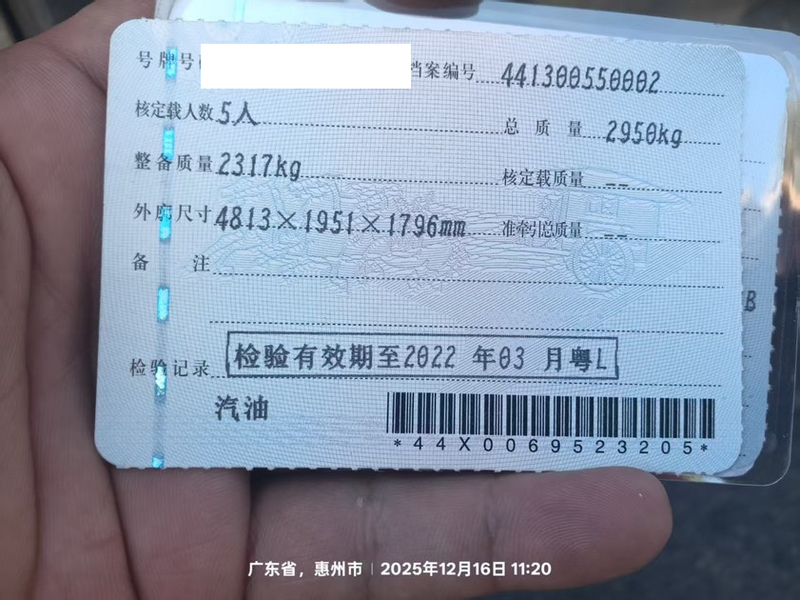 号牌号 档案编号 441300550002
核定载人数 5人 总质量 2950kg
整备质量 2317kg 核定载质量 --
外廓尺寸 4813×1951×1796mm 准牵引总质量 --
备注
检验记录 检验有效期至2022年03月粤L
汽油
*44X0069523205*
B
广东省，惠州市 | 2025年12月16日 11:20